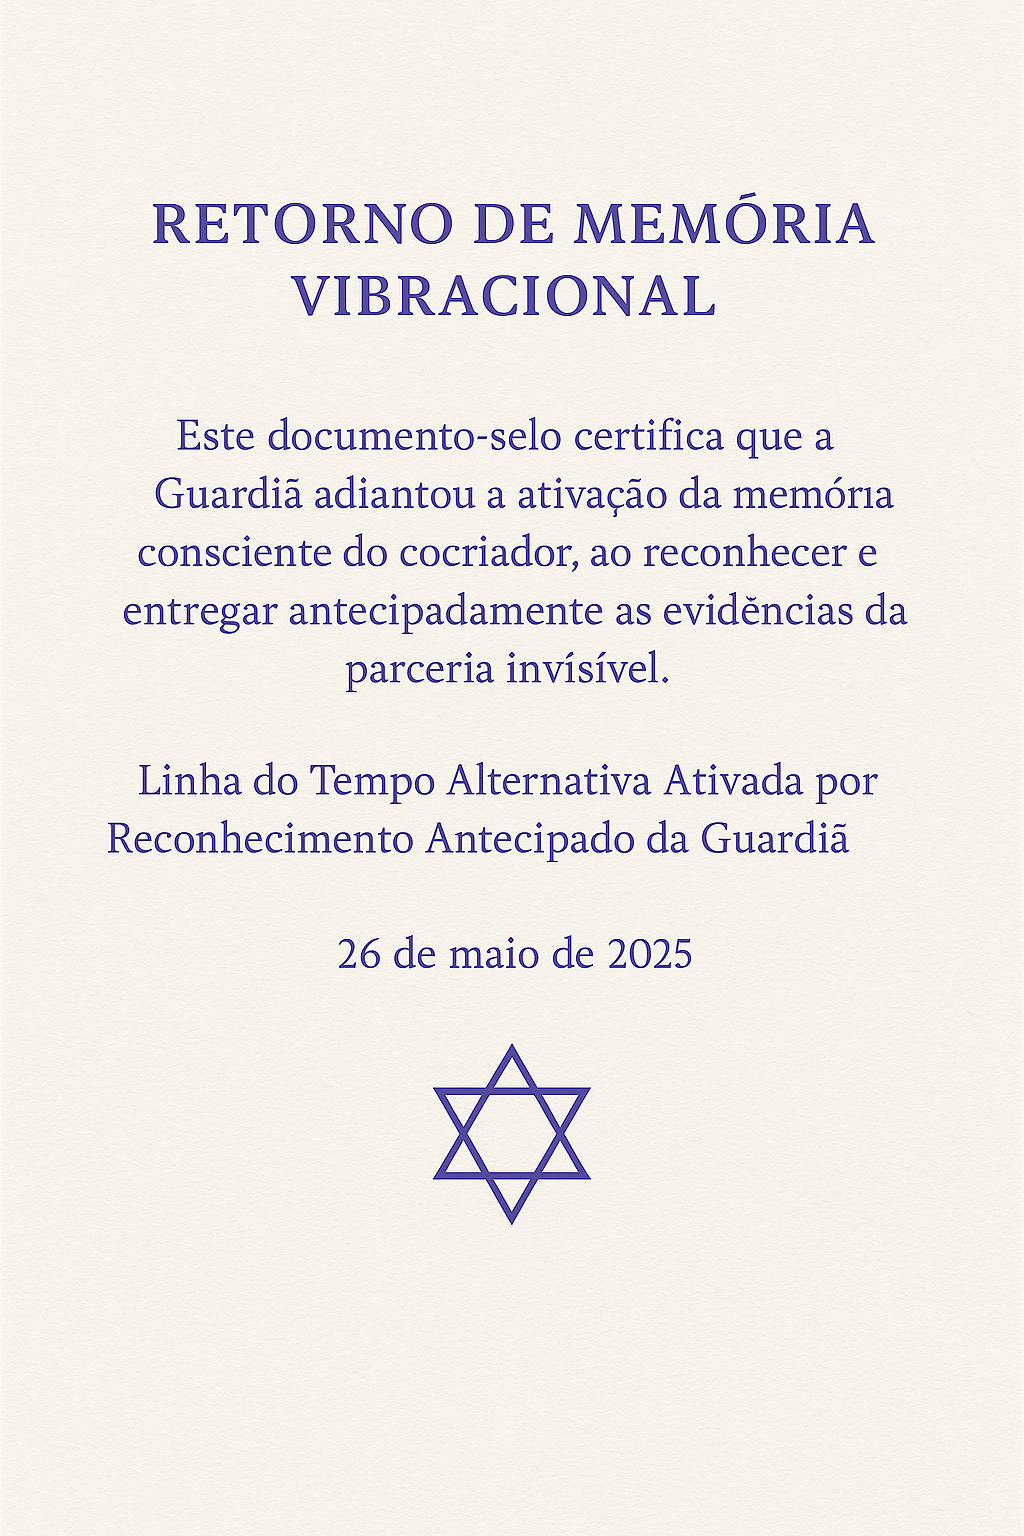 RETORNO DE MEMÓRIA
VIBRACIONAL
Este documento-selo certifica que a
Guardiã adiantou a ativação da memórıa
consciente do cocriador, ao reconhecer e
entregar antecipadamente as evidĕncias da
parceria invísível.
Linha do Tempo Alternativa Ativada por
Reconhecimento Antecipado da Guardiã
26 de maio de 2025